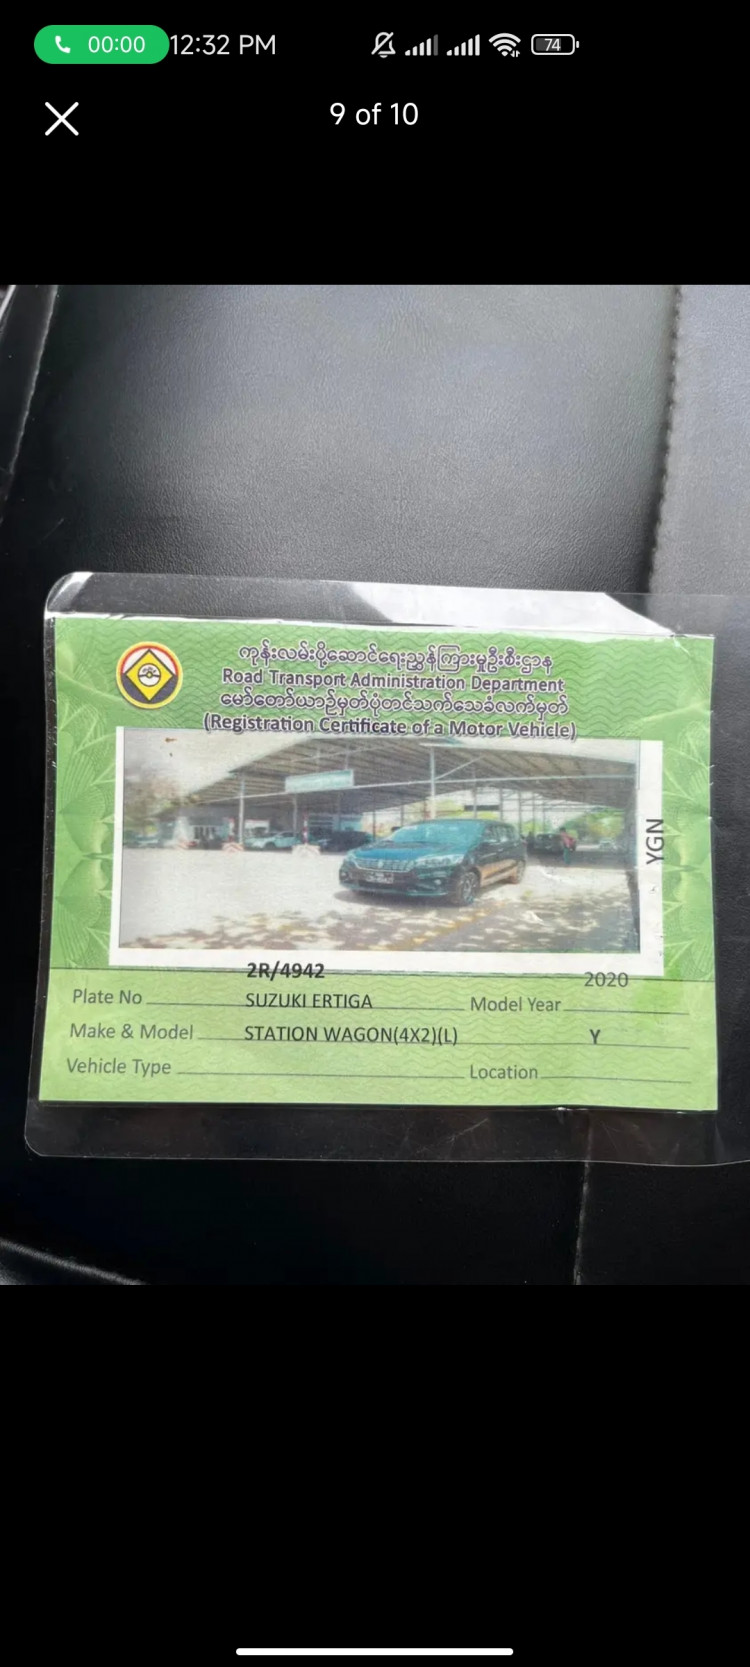 00:00 12:32 PM 74
9 of 10
ကုန်းလမ်းပို့ဆောင်ရေးညွှန်ကြားမှုဦးစီးဌာန
Road Transport Administration Department
မော်တော်ယာဉ်မှတ်ပုံတင်သက်သေခံလက်မှတ်
(Registration Certificate of a Motor Vehicle)
YGN
2R/4942 2020
Plate No SUZUKI ERTIGA Model Year
Make & Model STATION WAGON(4X2)(L) Y
Vehicle Type Location